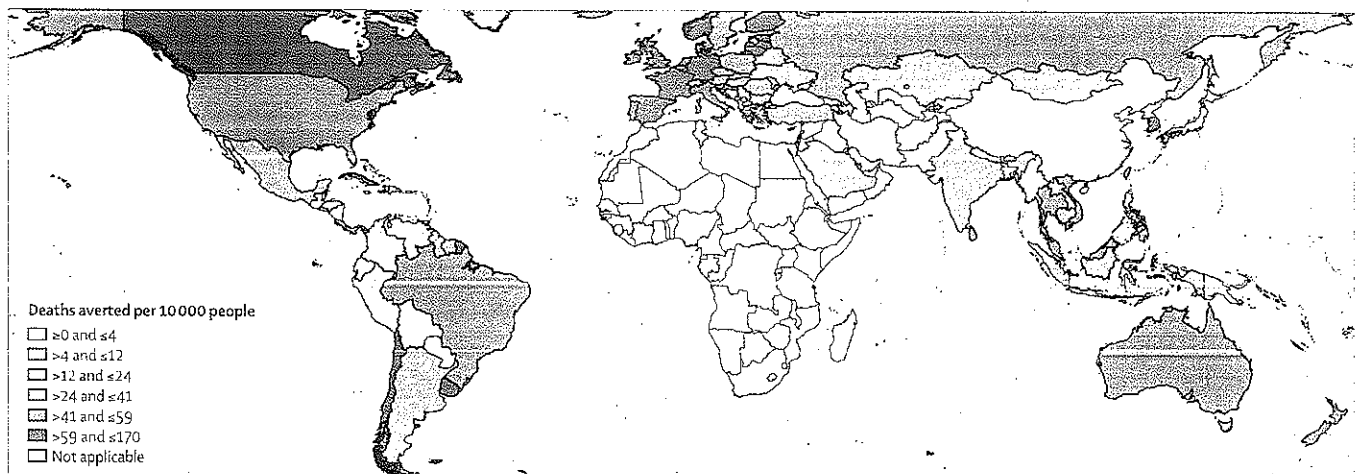 Deaths averted per 10 000 people
≥0 and ≤4
>4 and ≤12
>12 and ≤24
>24 and ≤41
>41 and ≤59
>59 and ≤170
Not applicable